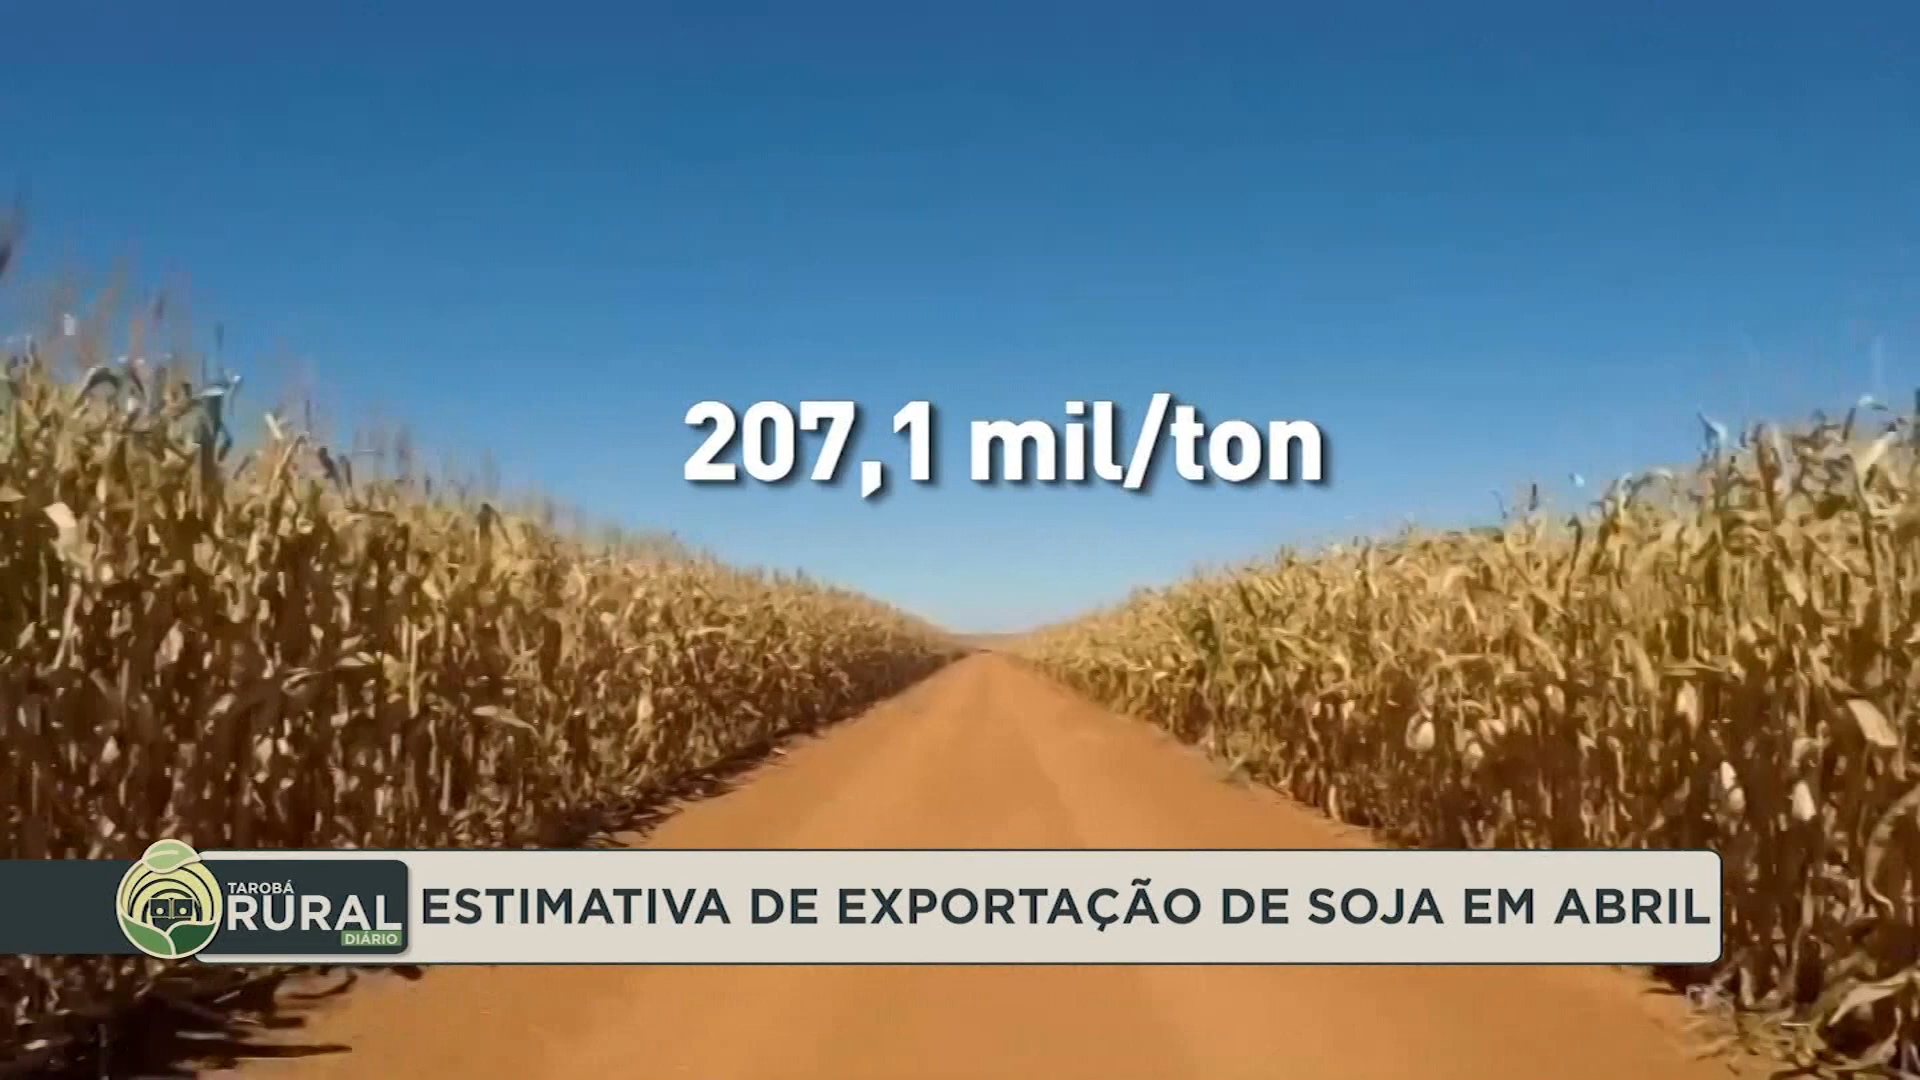 207,1 mil/ton
TAROBÁ
RURAL
DIÁRIO
ESTIMATIVA DE EXPORTAÇÃO DE SOJA EM ABRIL